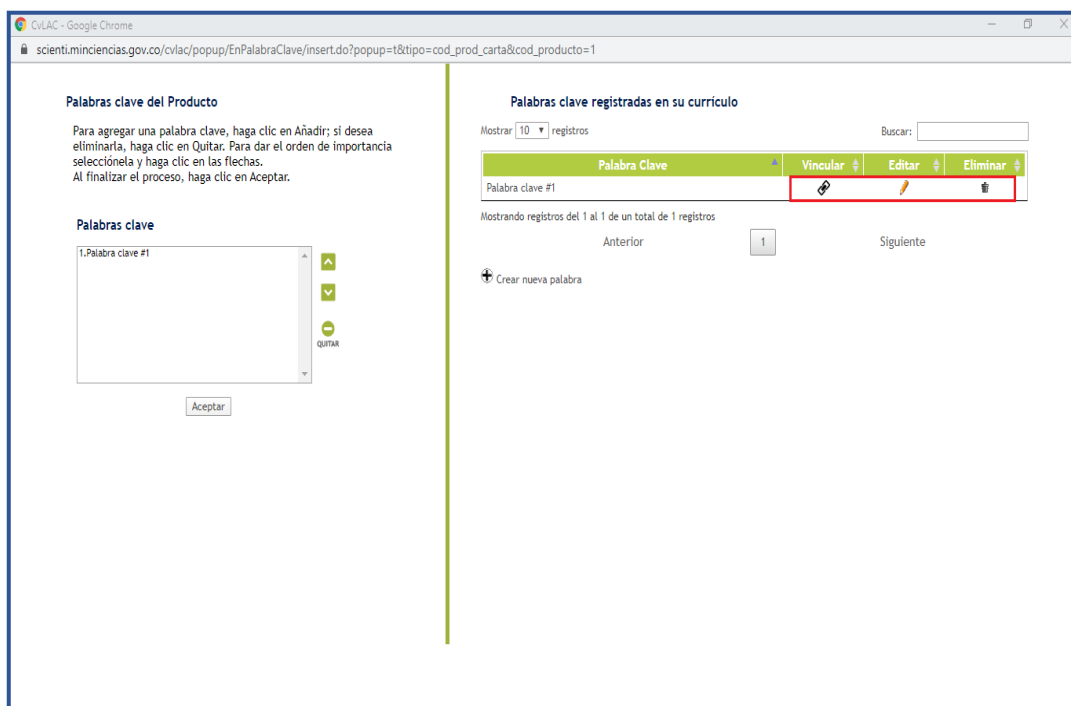 CvLAC - Google Chrome
scienti.minciencias.gov.co/cvlac/popup/EnPalabraClave/insert.do?popup=t&tipo=cod_prod_carta&cod_producto=1
Palabras clave del Producto
Para agregar una palabra clave, haga clic en Añadir; si desea
eliminarla, haga clic en Quitar. Para dar el orden de importancia
selecciónela y haga clic en las flechas.
Al finalizar el proceso, haga clic en Aceptar.
Palabras clave
1.Palabra clave #1
QUITAR
Aceptar
Palabras clave registradas en su currículo
Mostrar 10 registros Buscar:
Palabra Clave Vincular Editar Eliminar
Palabra clave #1
Mostrando registros del 1 al 1 de un total de 1 registros
Anterior 1 Siguiente
Crear nueva palabra